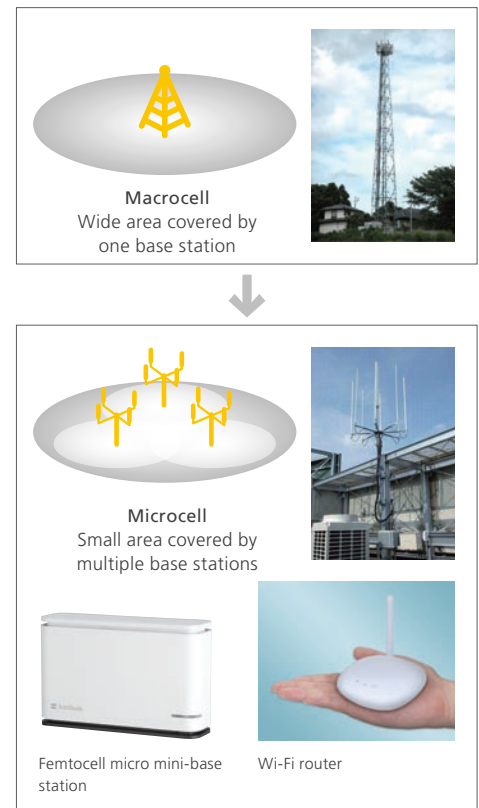 Macrocell
Wide area covered by
one base station
Microcell
Small area covered by
multiple base stations
Femtocell micro mini-base
station
Wi-Fi router